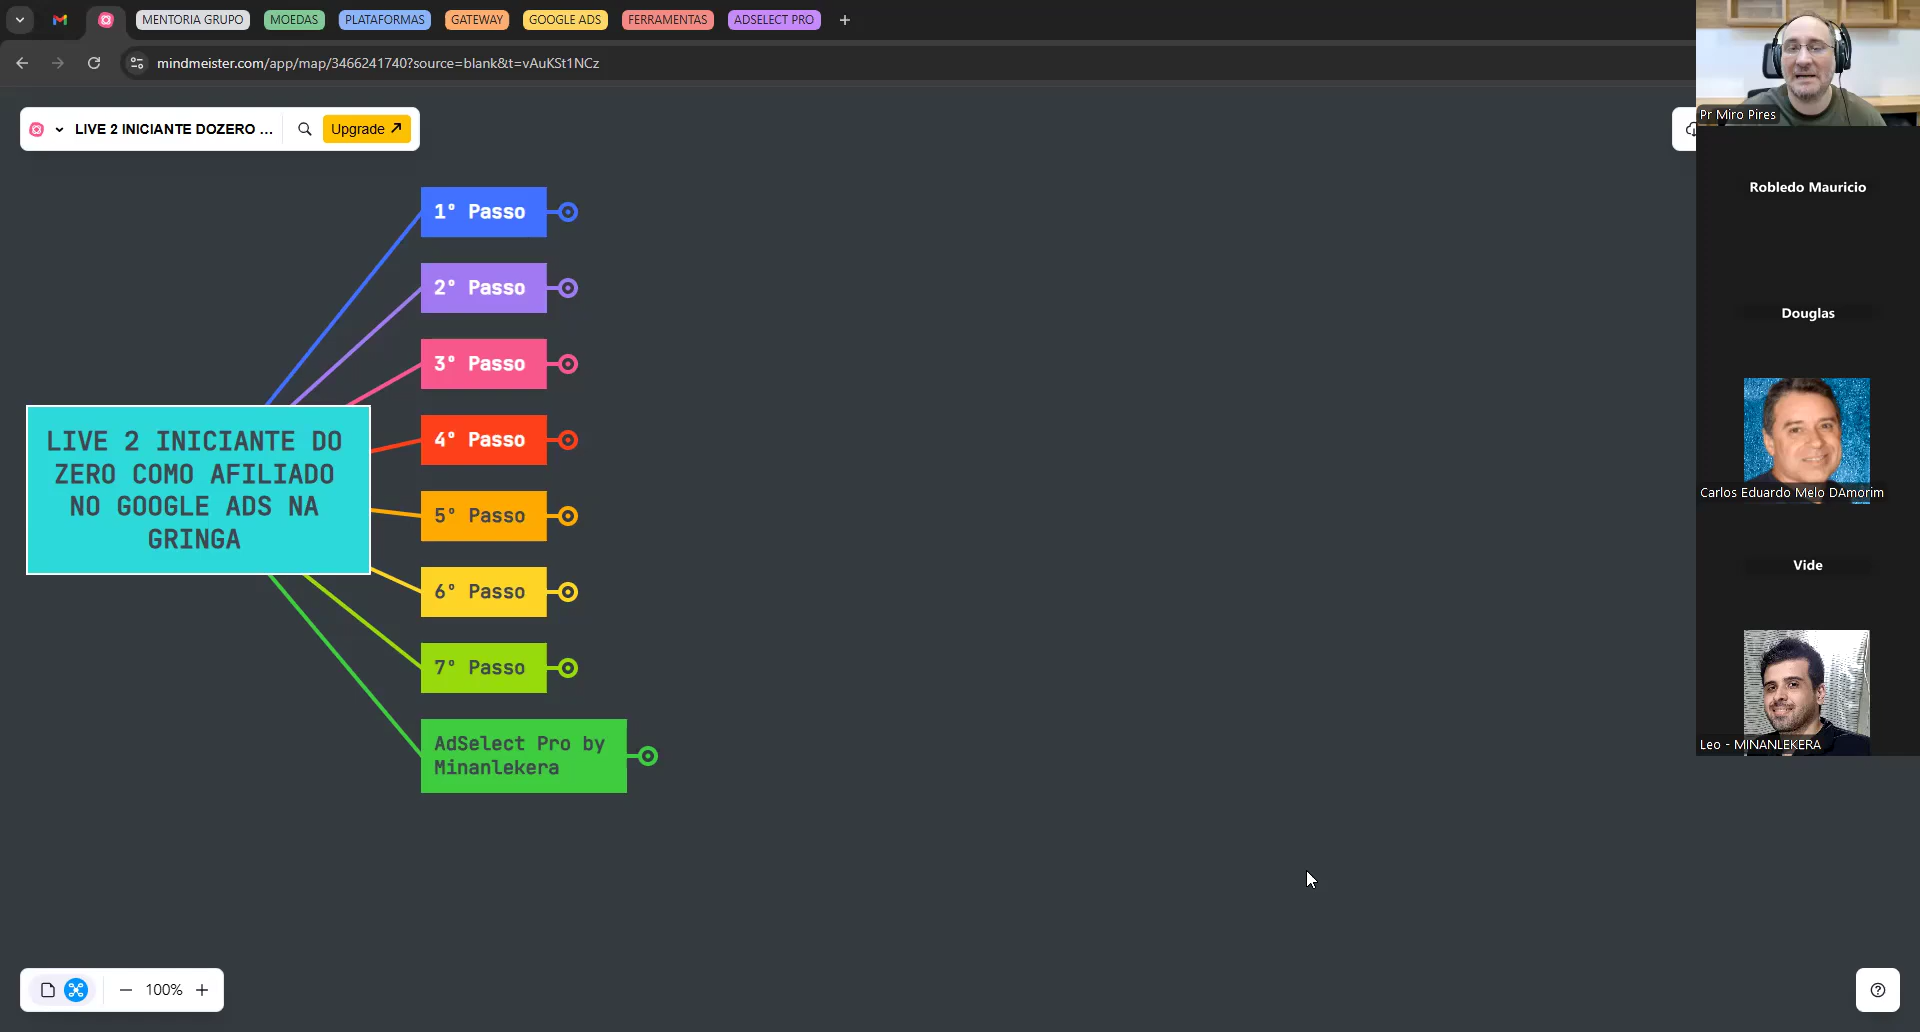 MENTORIA GRUPO
MOEDAS
PLATAFORMAS
GATEWAY
GOOGLE ADS
FERRAMENTAS
ADSELECT PRO
mindmeister.com/app/map/3466241740?source=blank&t=vAuKSt1NCz
LIVE 2 INICIANTE DOZERO ...
Upgrade
1° Passo
2° Passo
3° Passo
4° Passo
5° Passo
6° Passo
7° Passo
AdSelect Pro by
Minanlekera
LIVE 2 INICIANTE DO
ZERO COMO AFILIADO
NO GOOGLE ADS NA
GRINGA
100%
Pr Miro Pires
Robledo Mauricio
Douglas
Carlos Eduardo Melo DAmorim
Vide
Leo - MINANLEKERA